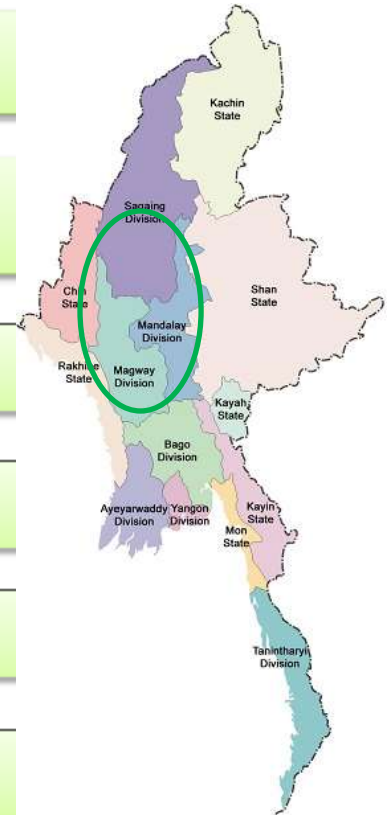 Kachin
State
Sagaing
Division
Chin
State
Shan
State
Mandalay
Division
Rakhine
State
Magway
Division
Kayah
State
Bago
Division
Ayeyarwaddy
Division
Yangon
Division
Kayin
State
Mon
State
Tanintharyi
Division